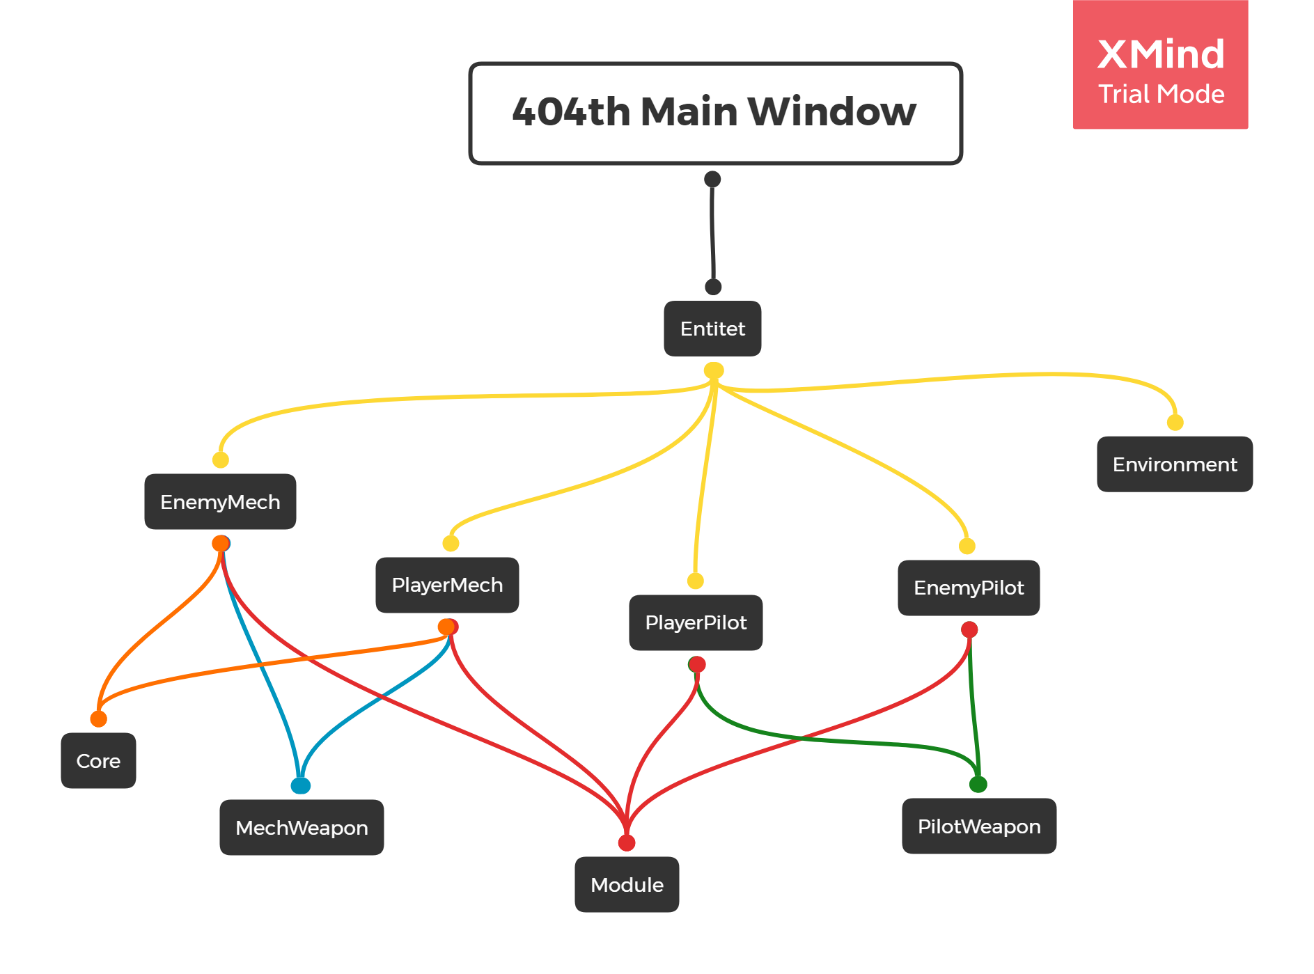 XMind
Trial Mode
404th Main Window
Entitet
Environment
EnemyMech
PlayerMech
EnemyPilot
PlayerPilot
Core
MechWeapon
PilotWeapon
Module